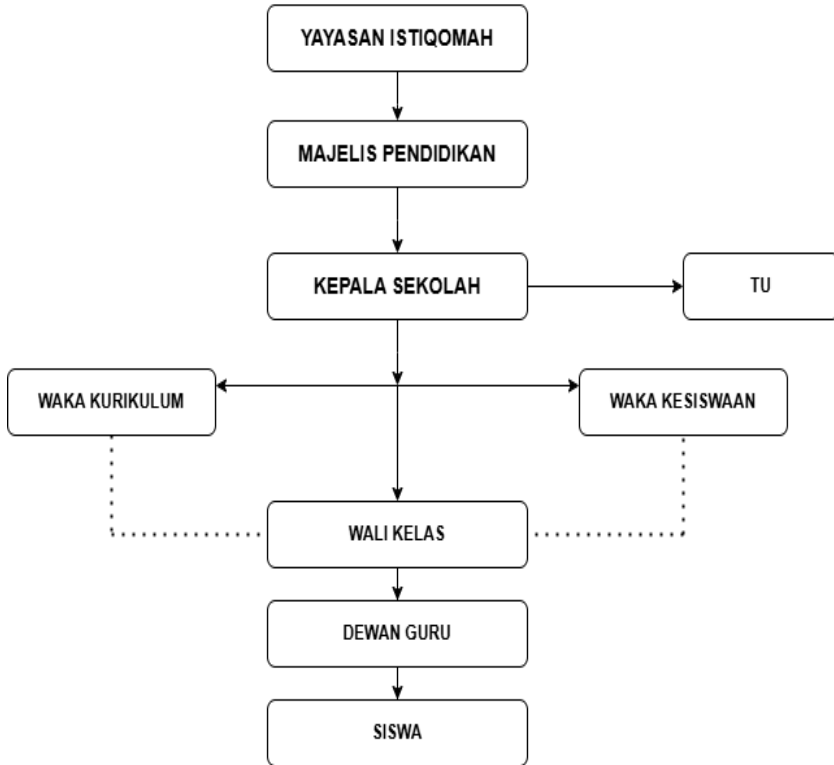 YAYASAN ISTIQOMAH
MAJELIS PENDIDIKAN
KEPALA SEKOLAH
TU
WAKA KURIKULUM
WAKA KESISWAAN
WALI KELAS
DEWAN GURU
SISWA